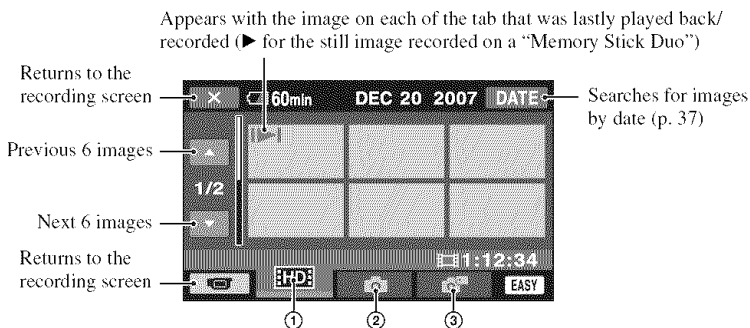 Appears with the image on each of the tab that was lastly played back/
recorded (▶ for the still image recorded on a “Memory Stick Duo”)
Returns to the
recording screen
× 60min DEC 20 2007 DATE
Searches for images
by date (p. 37)
Previous 6 images
1/2
Next 6 images
1:12:34
Returns to the
recording screen
HD
EASY
① ② ③